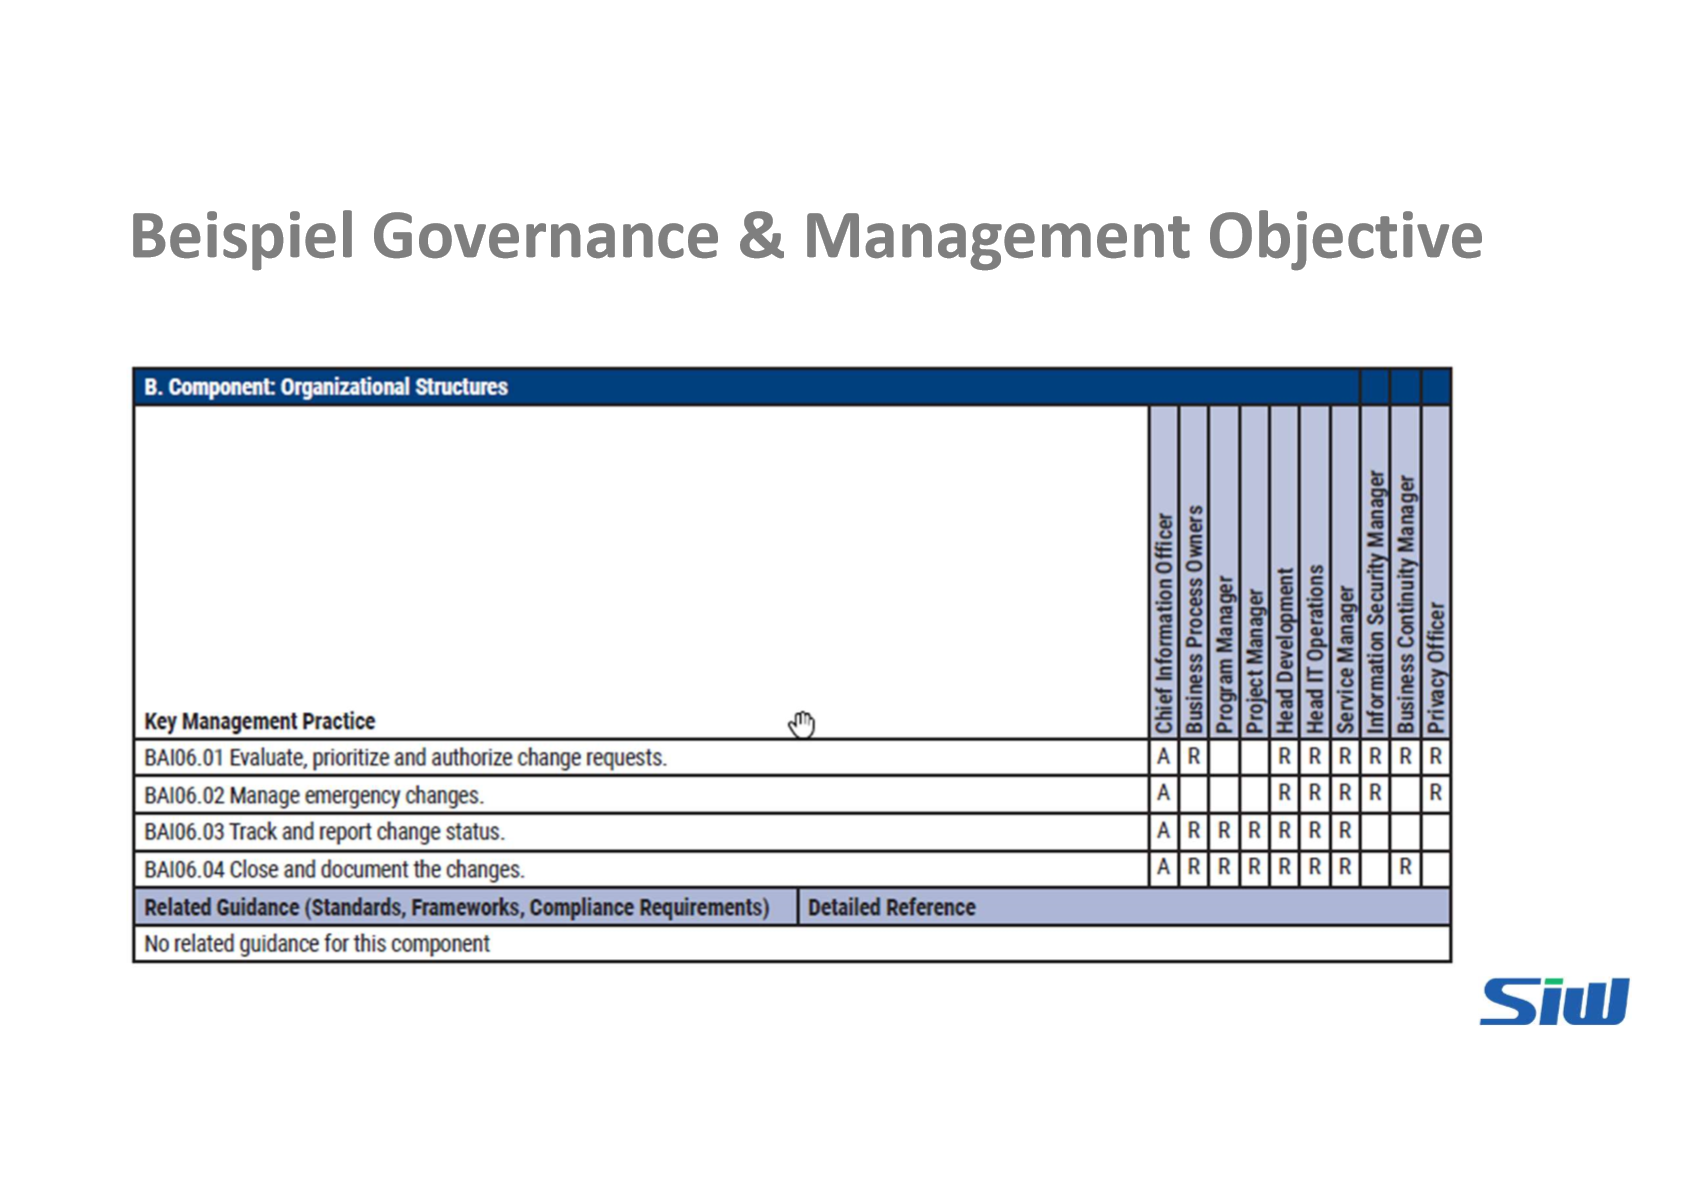 Beispiel Governance & Management Objective
B. Component: Organizational Structures
Key Management Practice
Chief Information Officer
Business Process Owners
Program Manager
Project Manager
Head Development
Head IT Operations
Service Manager
Information Security Manager
Business Continuity Manager
Privacy Officer
BAI06.01 Evaluate, prioritize and authorize change requests. A R R R R R R R
BAI06.02 Manage emergency changes. A R R R R R
BAI06.03 Track and report change status. A R R R R R R
BAI06.04 Close and document the changes. A R R R R R R R
Related Guidance (Standards, Frameworks, Compliance Requirements) Detailed Reference
No related guidance for this component
Siw